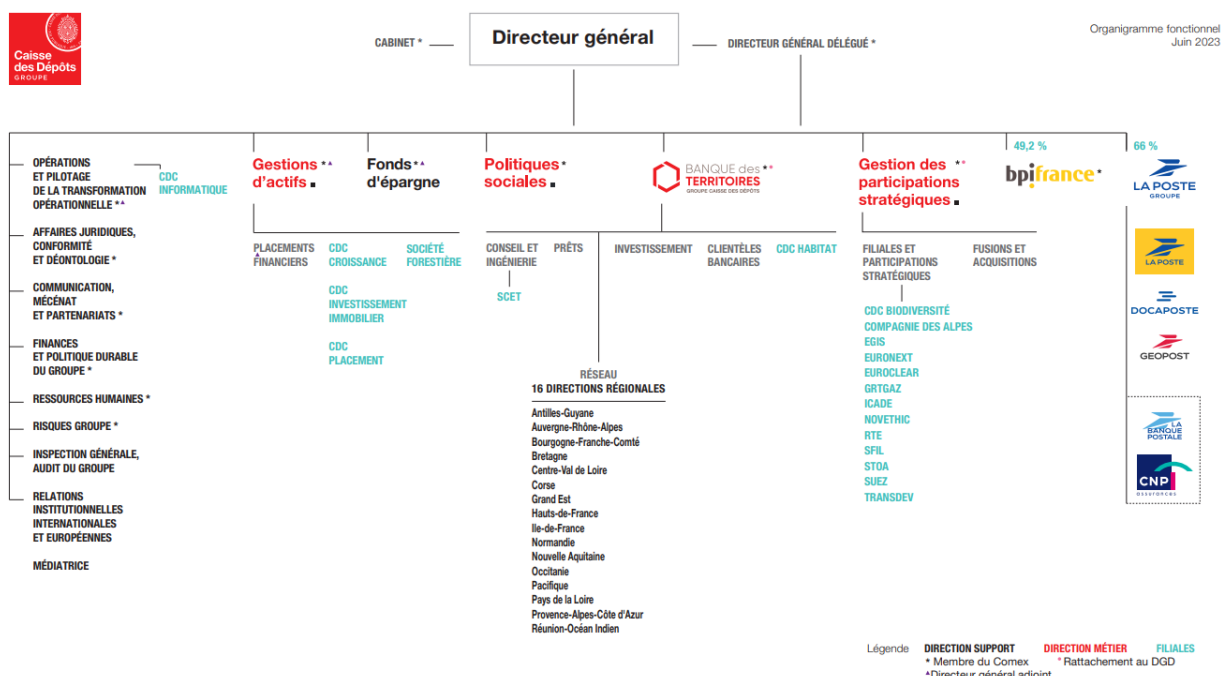 Caisse
des Dépôts
GROUPE
CABINET *
Directeur général
DIRECTEUR GÉNÉRAL DÉLÉGUÉ *
Organigramme fonctionnel
Juin 2023
OPÉRATIONS
ET PILOTAGE
DE LA TRANSFORMATION
OPÉRATIONNELLE *▲
CDC
INFORMATIQUE
AFFAIRES JURIDIQUES,
CONFORMITÉ
ET DÉONTOLOGIE *
COMMUNICATION,
MÉCÉNAT
ET PARTENARIATS *
FINANCES
ET POLITIQUE DURABLE
DU GROUPE *
RESSOURCES HUMAINES *
RISQUES GROUPE *
INSPECTION GÉNÉRALE,
AUDIT DU GROUPE
RELATIONS
INSTITUTIONNELLES
INTERNATIONALES
ET EUROPÉENNES
MÉDIATRICE
Gestions *▲
d'actifs ■
Fonds *▲
d'épargne
PLACEMENTS
▲
FINANCIERS
CDC
CROISSANCE
CDC
INVESTISSEMENT
IMMOBILIER
CDC
PLACEMENT
SOCIÉTÉ
FORESTIÈRE
Politiques *
sociales ■
BANQUE des **
TERRITOIRES
GROUPE CAISSE DES DÉPÔTS
CONSEIL ET
INGÉNIERIE
SCET
PRÊTS
INVESTISSEMENT
CLIENTÈLES
BANCAIRES
CDC HABITAT
RÉSEAU
16 DIRECTIONS RÉGIONALES
Antilles-Guyane
Auvergne-Rhône-Alpes
Bourgogne-Franche-Comté
Bretagne
Centre-Val de Loire
Corse
Grand Est
Hauts-de-France
Ile-de-France
Normandie
Nouvelle Aquitaine
Occitanie
Pacifique
Pays de la Loire
Provence-Alpes-Côte d'Azur
Réunion-Océan Indien
Gestion des **
participations
stratégiques ■
FILIALES ET
PARTICIPATIONS
STRATÉGIQUES
CDC BIODIVERSITÉ
COMPAGNIE DES ALPES
EGIS
EURONEXT
EUROCLEAR
GRTGAZ
ICADE
NOVETHIC
RTE
SFIL
STOA
SUEZ
TRANSDEV
FUSIONS ET
ACQUISITIONS
49,2 %
bpifrance *
66 %
LA POSTE
GROUPE
LA POSTE
DOCAPOSTE
GEOPOST
LA
BANQUE
POSTALE
CNP
assurances
Légende DIRECTION SUPPORT DIRECTION MÉTIER FILIALES
* Membre du Comex * Rattachement au DGD
▲Directeur général adjoint